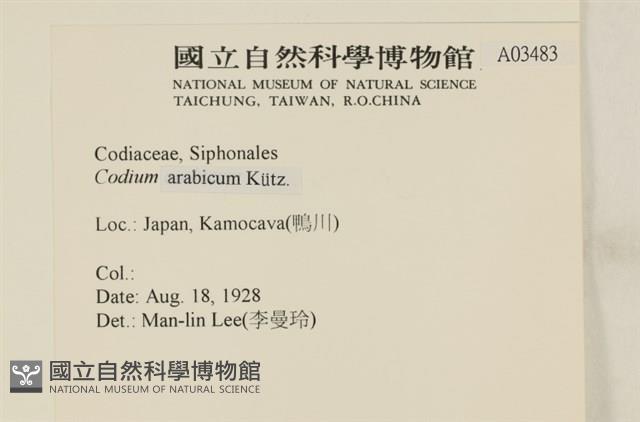 國立自然科學博物館 A03483
NATIONAL MUSEUM OF NATURAL SCIENCE
TAICHUNG, TAIWAN, R.O.CHINA
Codiaceae, Siphonales
Codium arabicum Kütz.
Loc.: Japan, Kamocava(鴨川)
Col.:
Date: Aug. 18, 1928
Det.: Man-lin Lee(李曼玲)
國立自然科學博物館
NATIONAL MUSEUM OF NATURAL SCIENCE